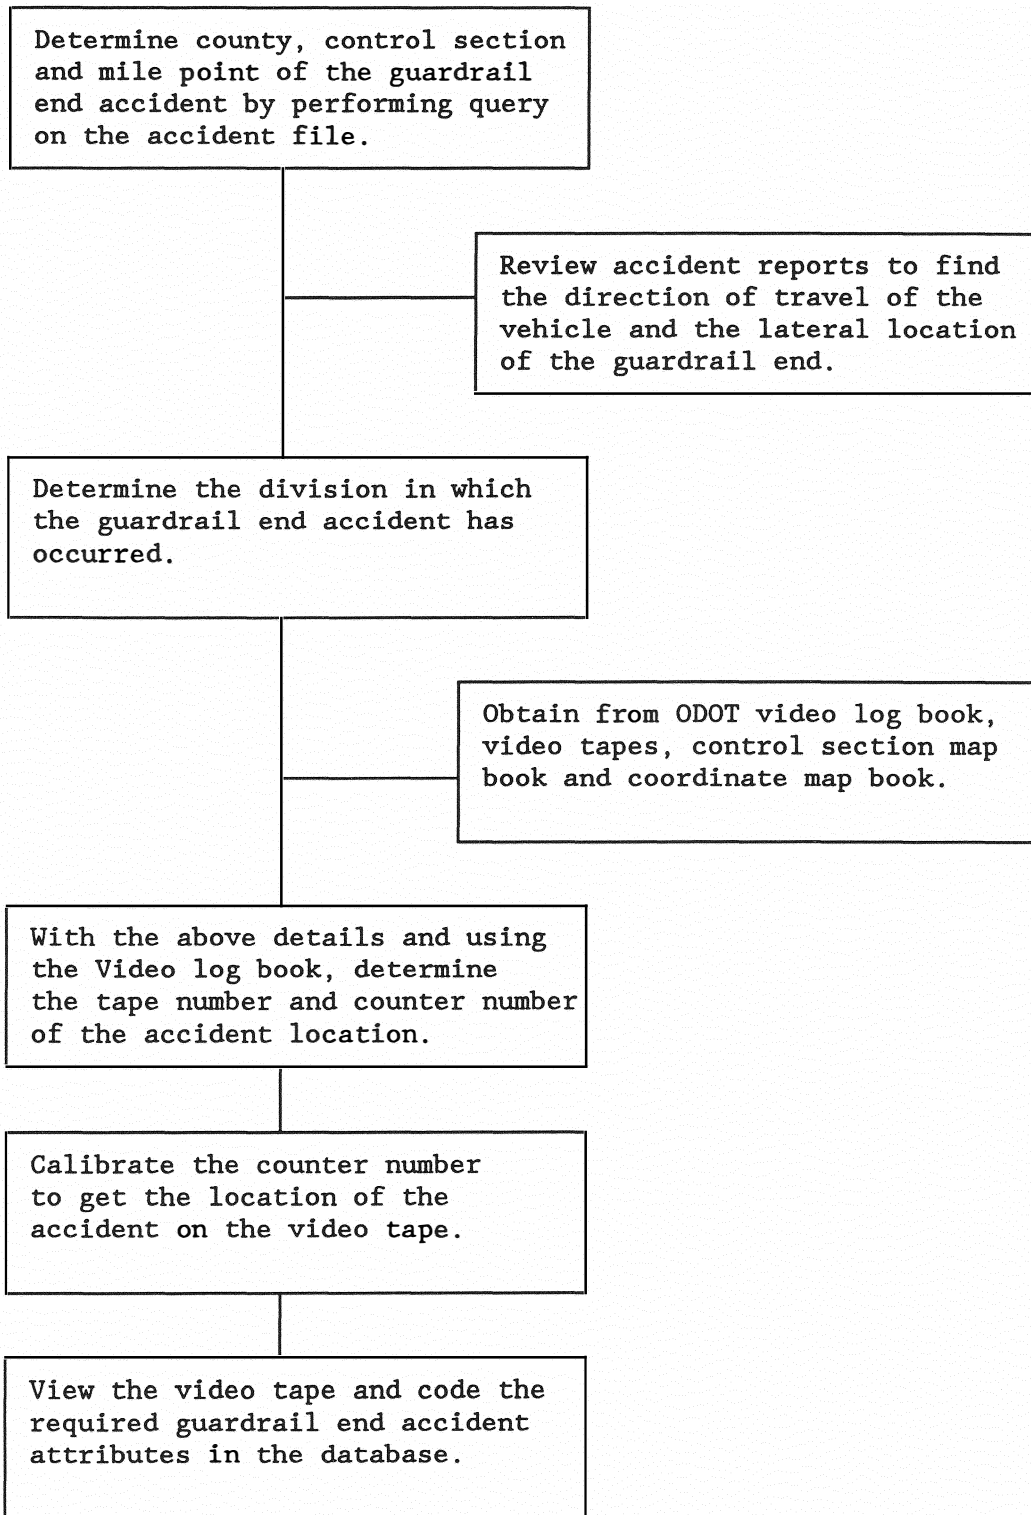 Determine county, control section
and mile point of the guardrail
end accident by performing query
on the accident file.
Review accident reports to find
the direction of travel of the
vehicle and the lateral location
of the guardrail end.
Determine the division in which
the guardrail end accident has
occurred.
Obtain from ODOT video log book,
video tapes, control section map
book and coordinate map book.
With the above details and using
the Video log book, determine
the tape number and counter number
of the accident location.
Calibrate the counter number
to get the location of the
accident on the video tape.
View the video tape and code the
required guardrail end accident
attributes in the database.